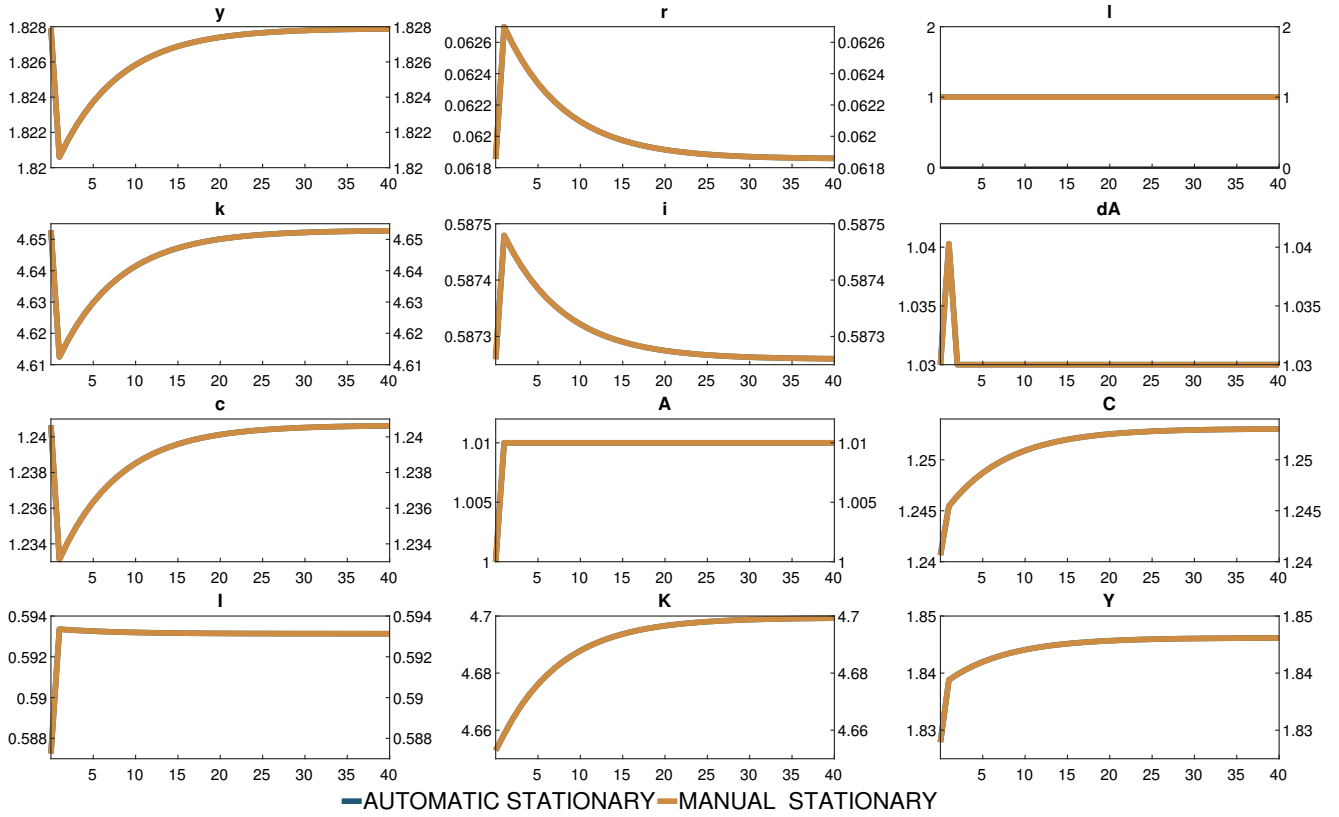 y
1.828 1.828
1.826 1.826
1.824 1.824
1.822 1.822
1.82 1.82
5 10 15 20 25 30 35 40
r
0.0626 0.0626
0.0624 0.0624
0.0622 0.0622
0.062 0.062
0.0618 0.0618
5 10 15 20 25 30 35 40
l
2 2
1 1
0 0
5 10 15 20 25 30 35 40
k
4.65 4.65
4.64 4.64
4.63 4.63
4.62 4.62
4.61 4.61
5 10 15 20 25 30 35 40
i
0.5875 0.5875
0.5874 0.5874
0.5873 0.5873
5 10 15 20 25 30 35 40
dA
1.04 1.04
1.035 1.035
1.03 1.03
5 10 15 20 25 30 35 40
c
1.24 1.24
1.238 1.238
1.236 1.236
1.234 1.234
5 10 15 20 25 30 35 40
A
1.01 1.01
1.005 1.005
1 1
5 10 15 20 25 30 35 40
C
1.25 1.25
1.245 1.245
1.24 1.24
5 10 15 20 25 30 35 40
I
0.594 0.594
0.592 0.592
0.59 0.59
0.588 0.588
5 10 15 20 25 30 35 40
K
4.7 4.7
4.68 4.68
4.66 4.66
5 10 15 20 25 30 35 40
Y
1.85 1.85
1.84 1.84
1.83 1.83
5 10 15 20 25 30 35 40
AUTOMATIC STATIONARY MANUAL STATIONARY